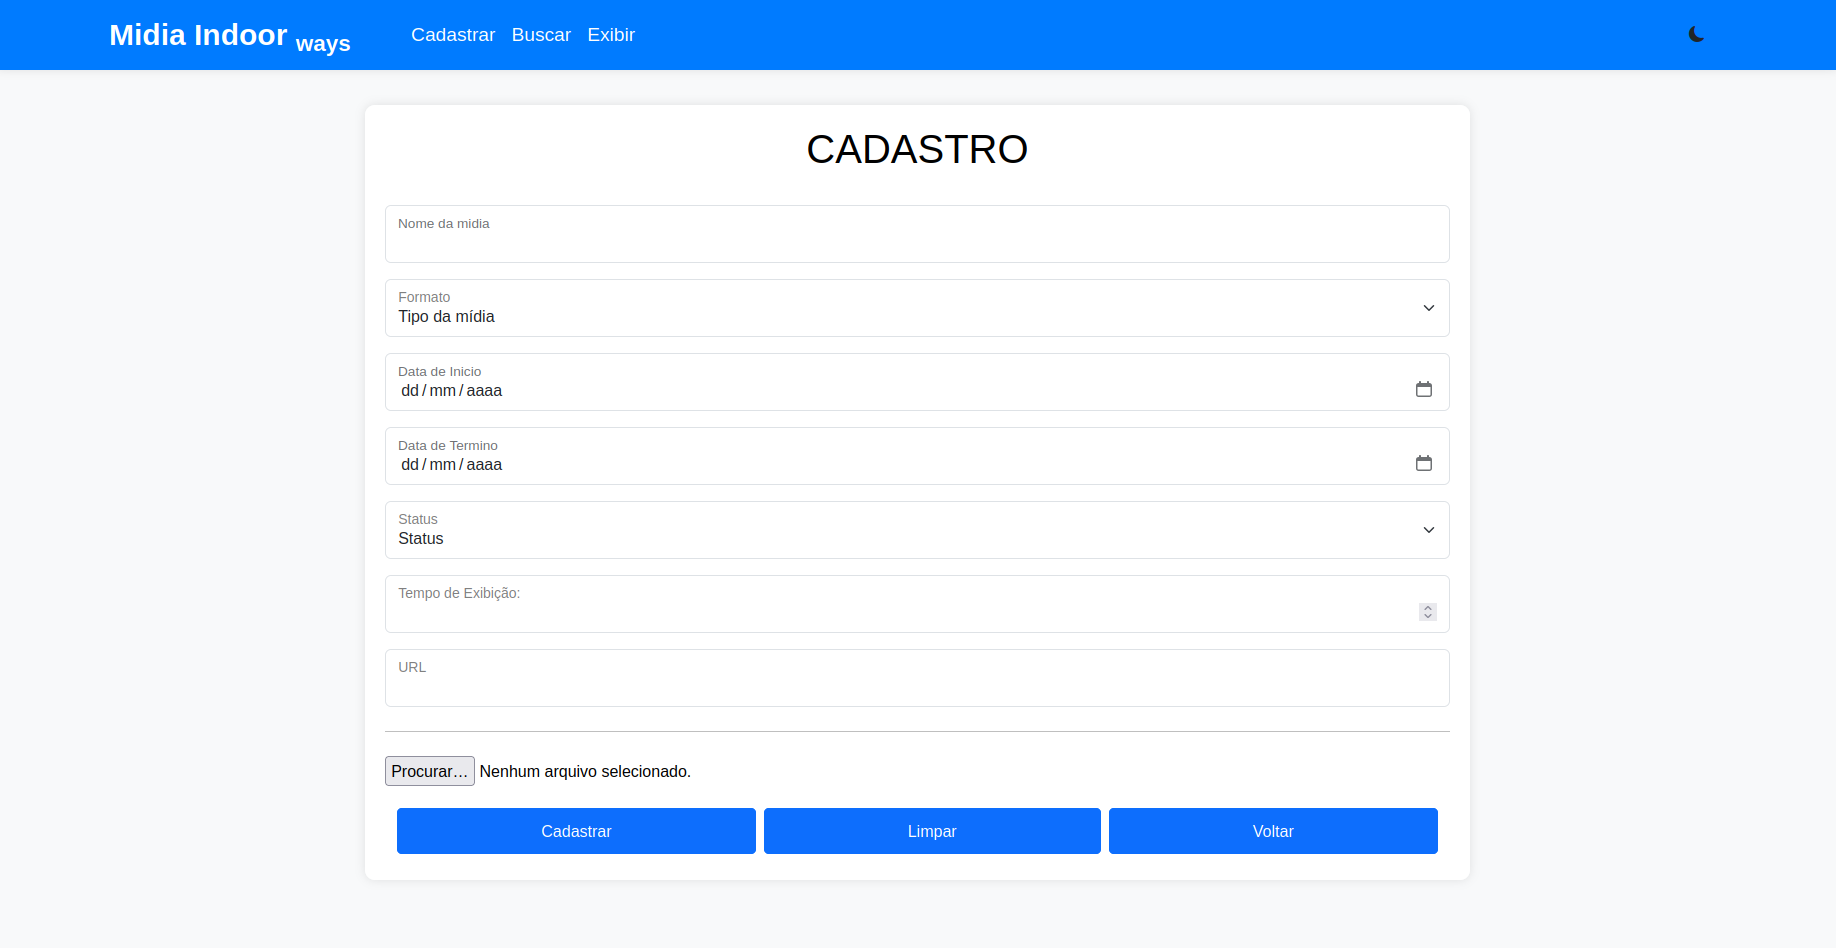 Midia Indoor ways
Cadastrar Buscar Exibir
CADASTRO
Nome da midia
Formato
Tipo da mídia
Data de Inicio
dd/mm/aaaa
Data de Termino
dd/mm/aaaa
Status
Status
Tempo de Exibição:
URL
Procurar… Nenhum arquivo selecionado.
Cadastrar Limpar Voltar